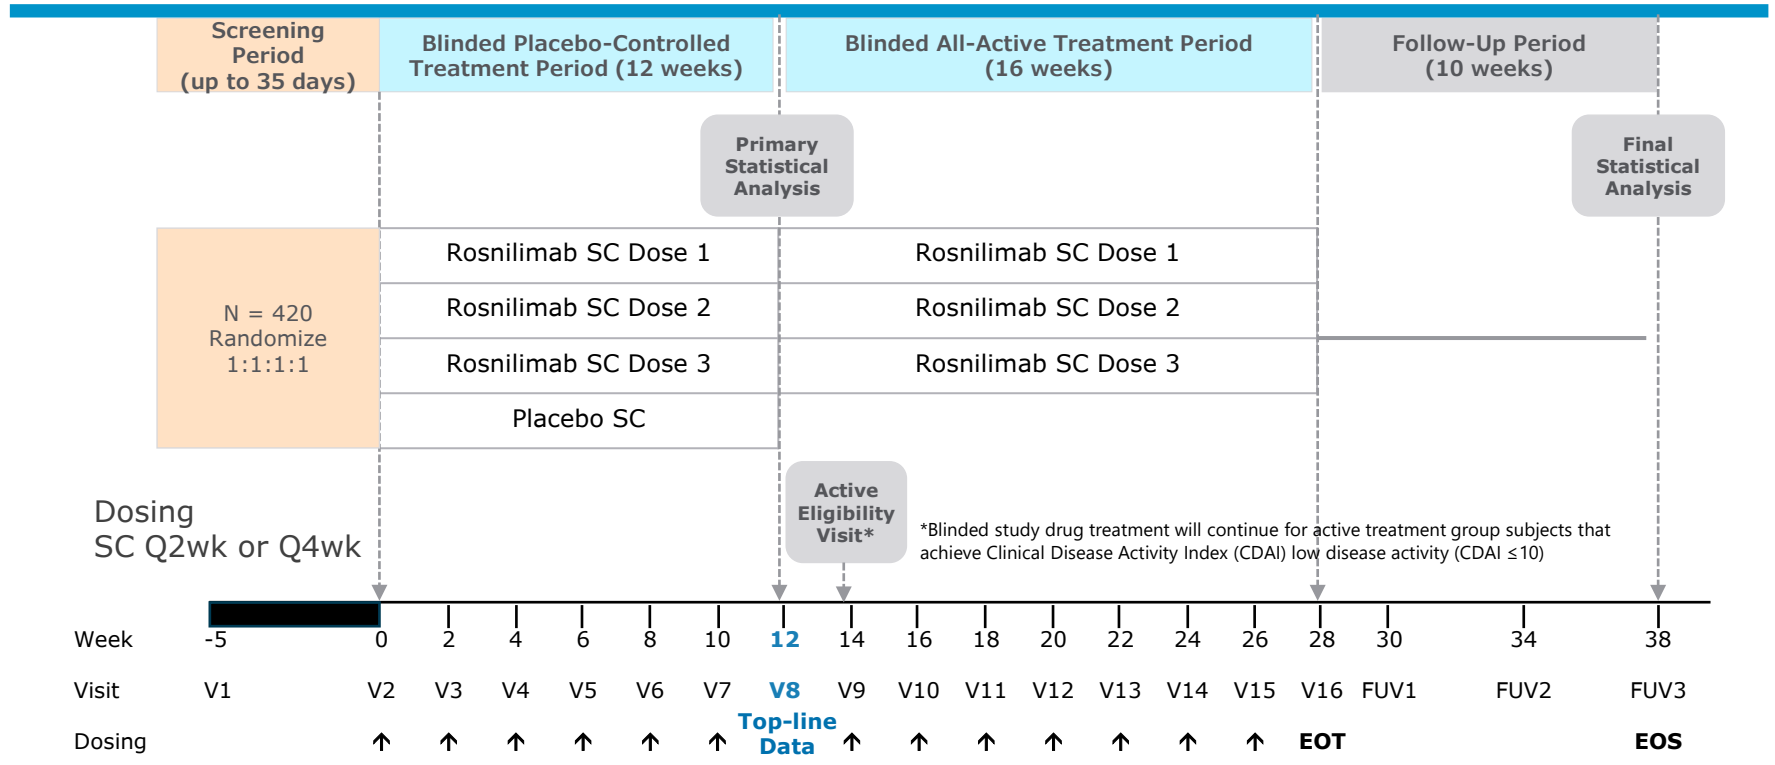 Screening
Period
(up to 35 days)
Blinded Placebo-Controlled
Treatment Period (12 weeks)
Blinded All-Active Treatment Period
(16 weeks)
Follow-Up Period
(10 weeks)
Primary
Statistical
Analysis
Final
Statistical
Analysis
N = 420
Randomize
1:1:1:1
Rosnilimab SC Dose 1
Rosnilimab SC Dose 1
Rosnilimab SC Dose 2
Rosnilimab SC Dose 2
Rosnilimab SC Dose 3
Rosnilimab SC Dose 3
Placebo SC
Dosing
SC Q2wk or Q4wk
Active
Eligibility
Visit*
*Blinded study drug treatment will continue for active treatment group subjects that
achieve Clinical Disease Activity Index (CDAI) low disease activity (CDAI ≤10)
Week -5 0 2 4 6 8 10 12 14 16 18 20 22 24 26 28 30 34 38
Visit V1 V2 V3 V4 V5 V6 V7 V8 V9 V10 V11 V12 V13 V14 V15 V16 FUV1 FUV2 FUV3
Top-line
Data
Dosing ↑ ↑ ↑ ↑ ↑ ↑ ↑ ↑ ↑ ↑ ↑ ↑ ↑ EOT EOS